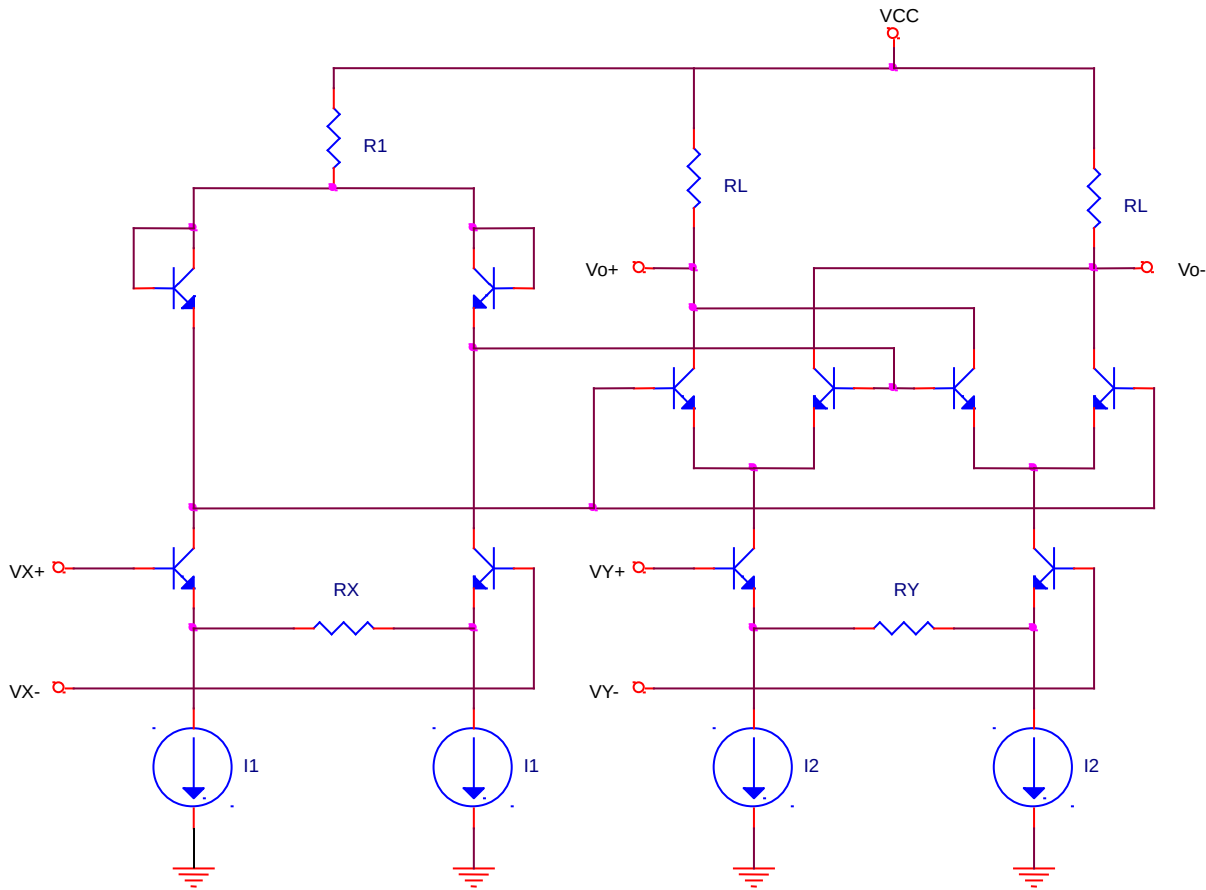 VCC
R1
RL
RL
Vo+
Vo-
VX+
RX
VY+
RY
VX-
VY-
I1
I1
I2
I2